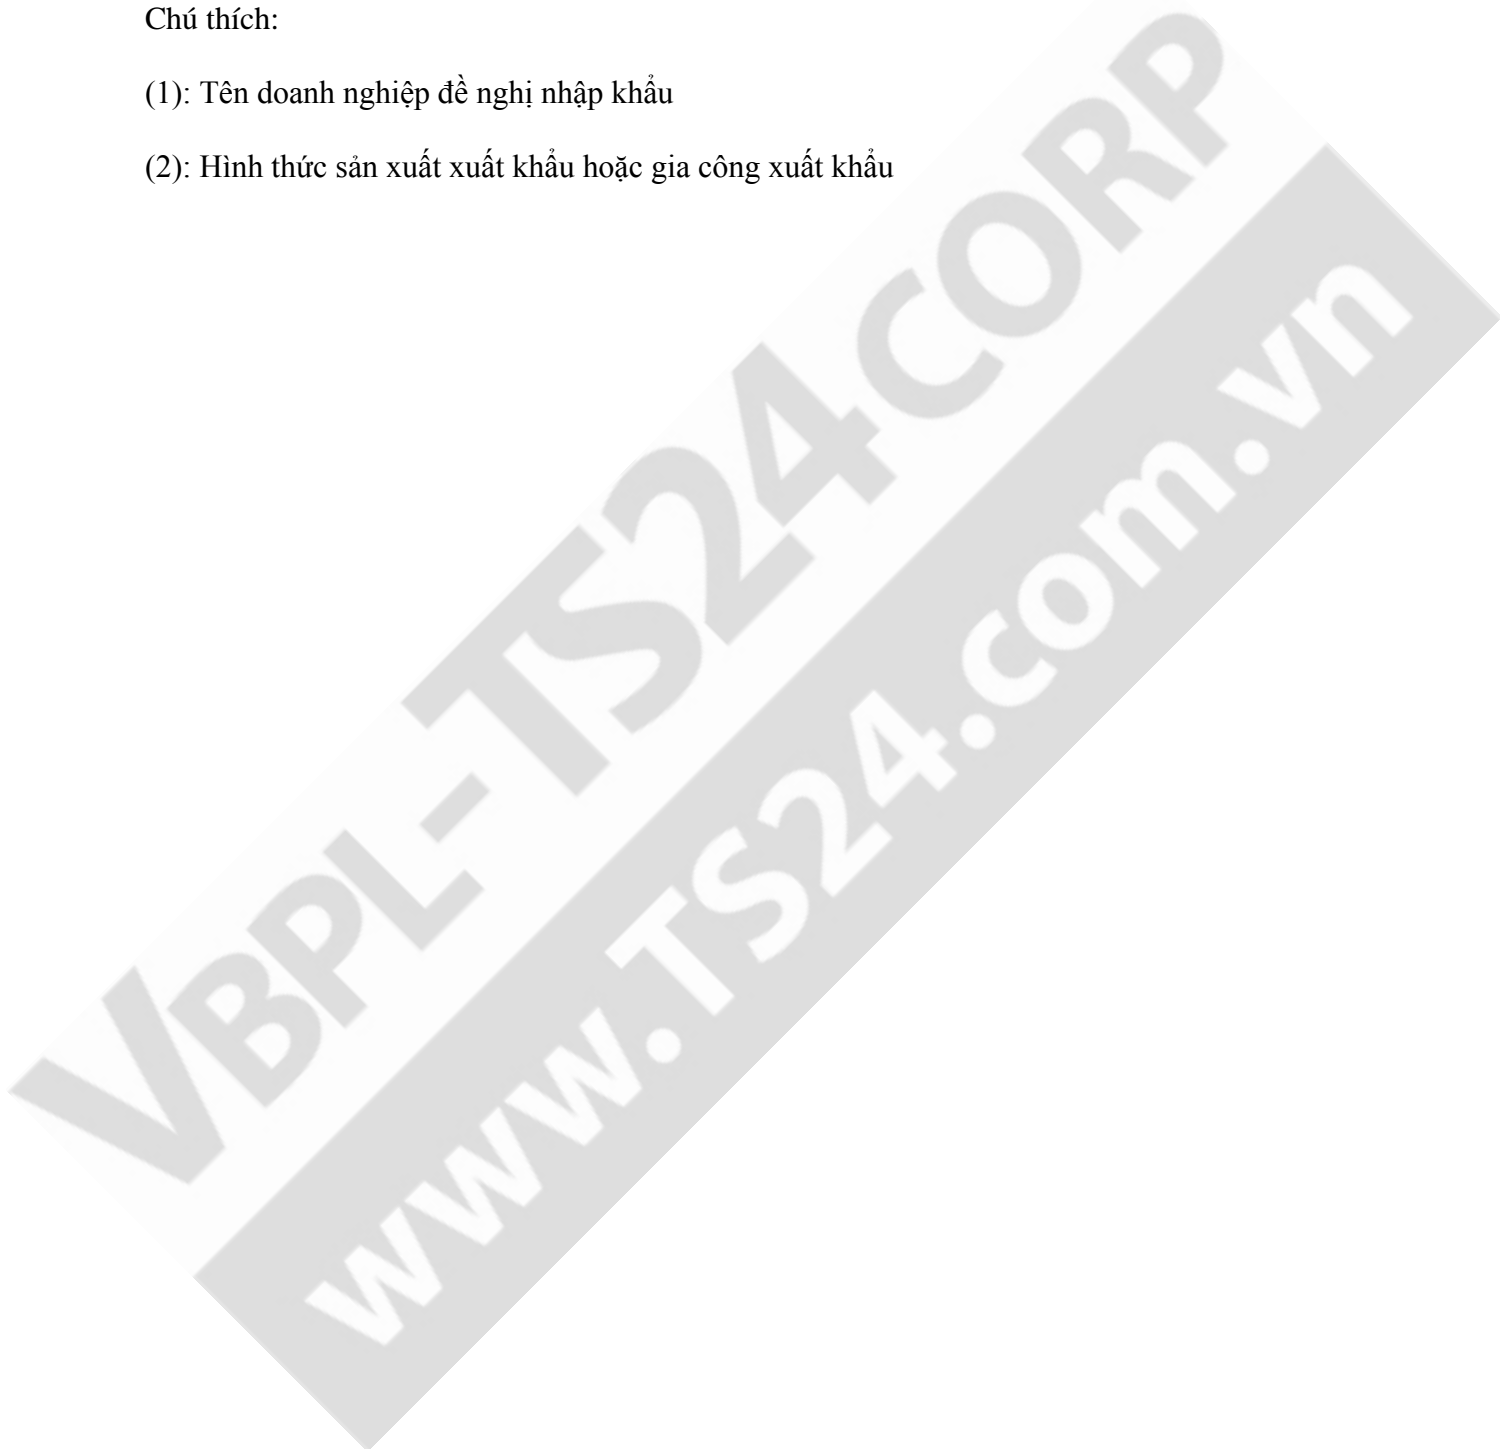 Chú thích:
(1): Tên doanh nghiệp đề nghị nhập khẩu
(2): Hình thức sản xuất xuất khẩu hoặc gia công xuất khẩu
VBPL-TS24CORP
www.TS24.com.vn